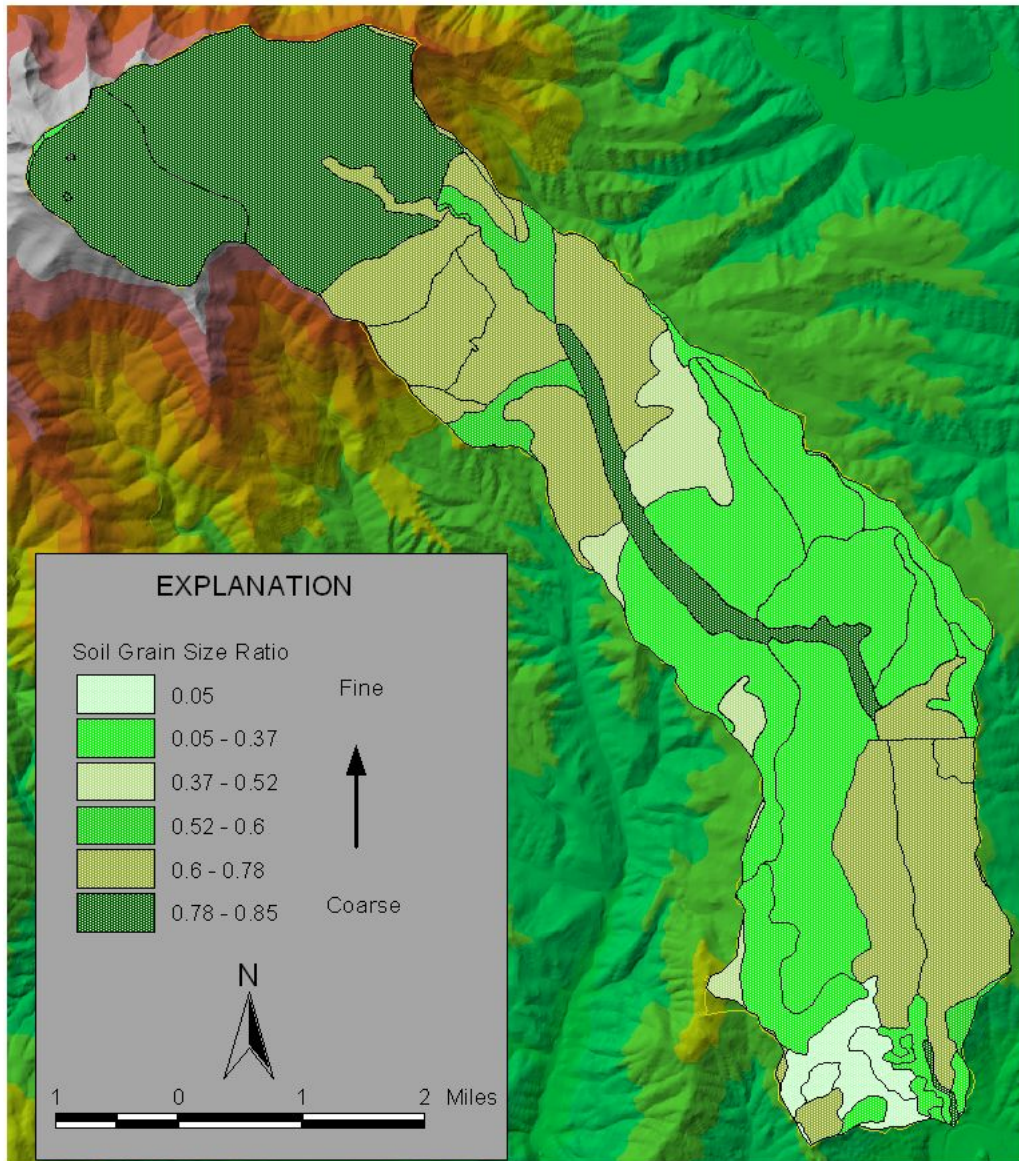 EXPLANATION
Soil Grain Size Ratio
0.05
Fine
0.05 - 0.37
0.37 - 0.52
0.52 - 0.6
0.6 - 0.78
0.78 - 0.85
Coarse
N
1 0 1 2 Miles